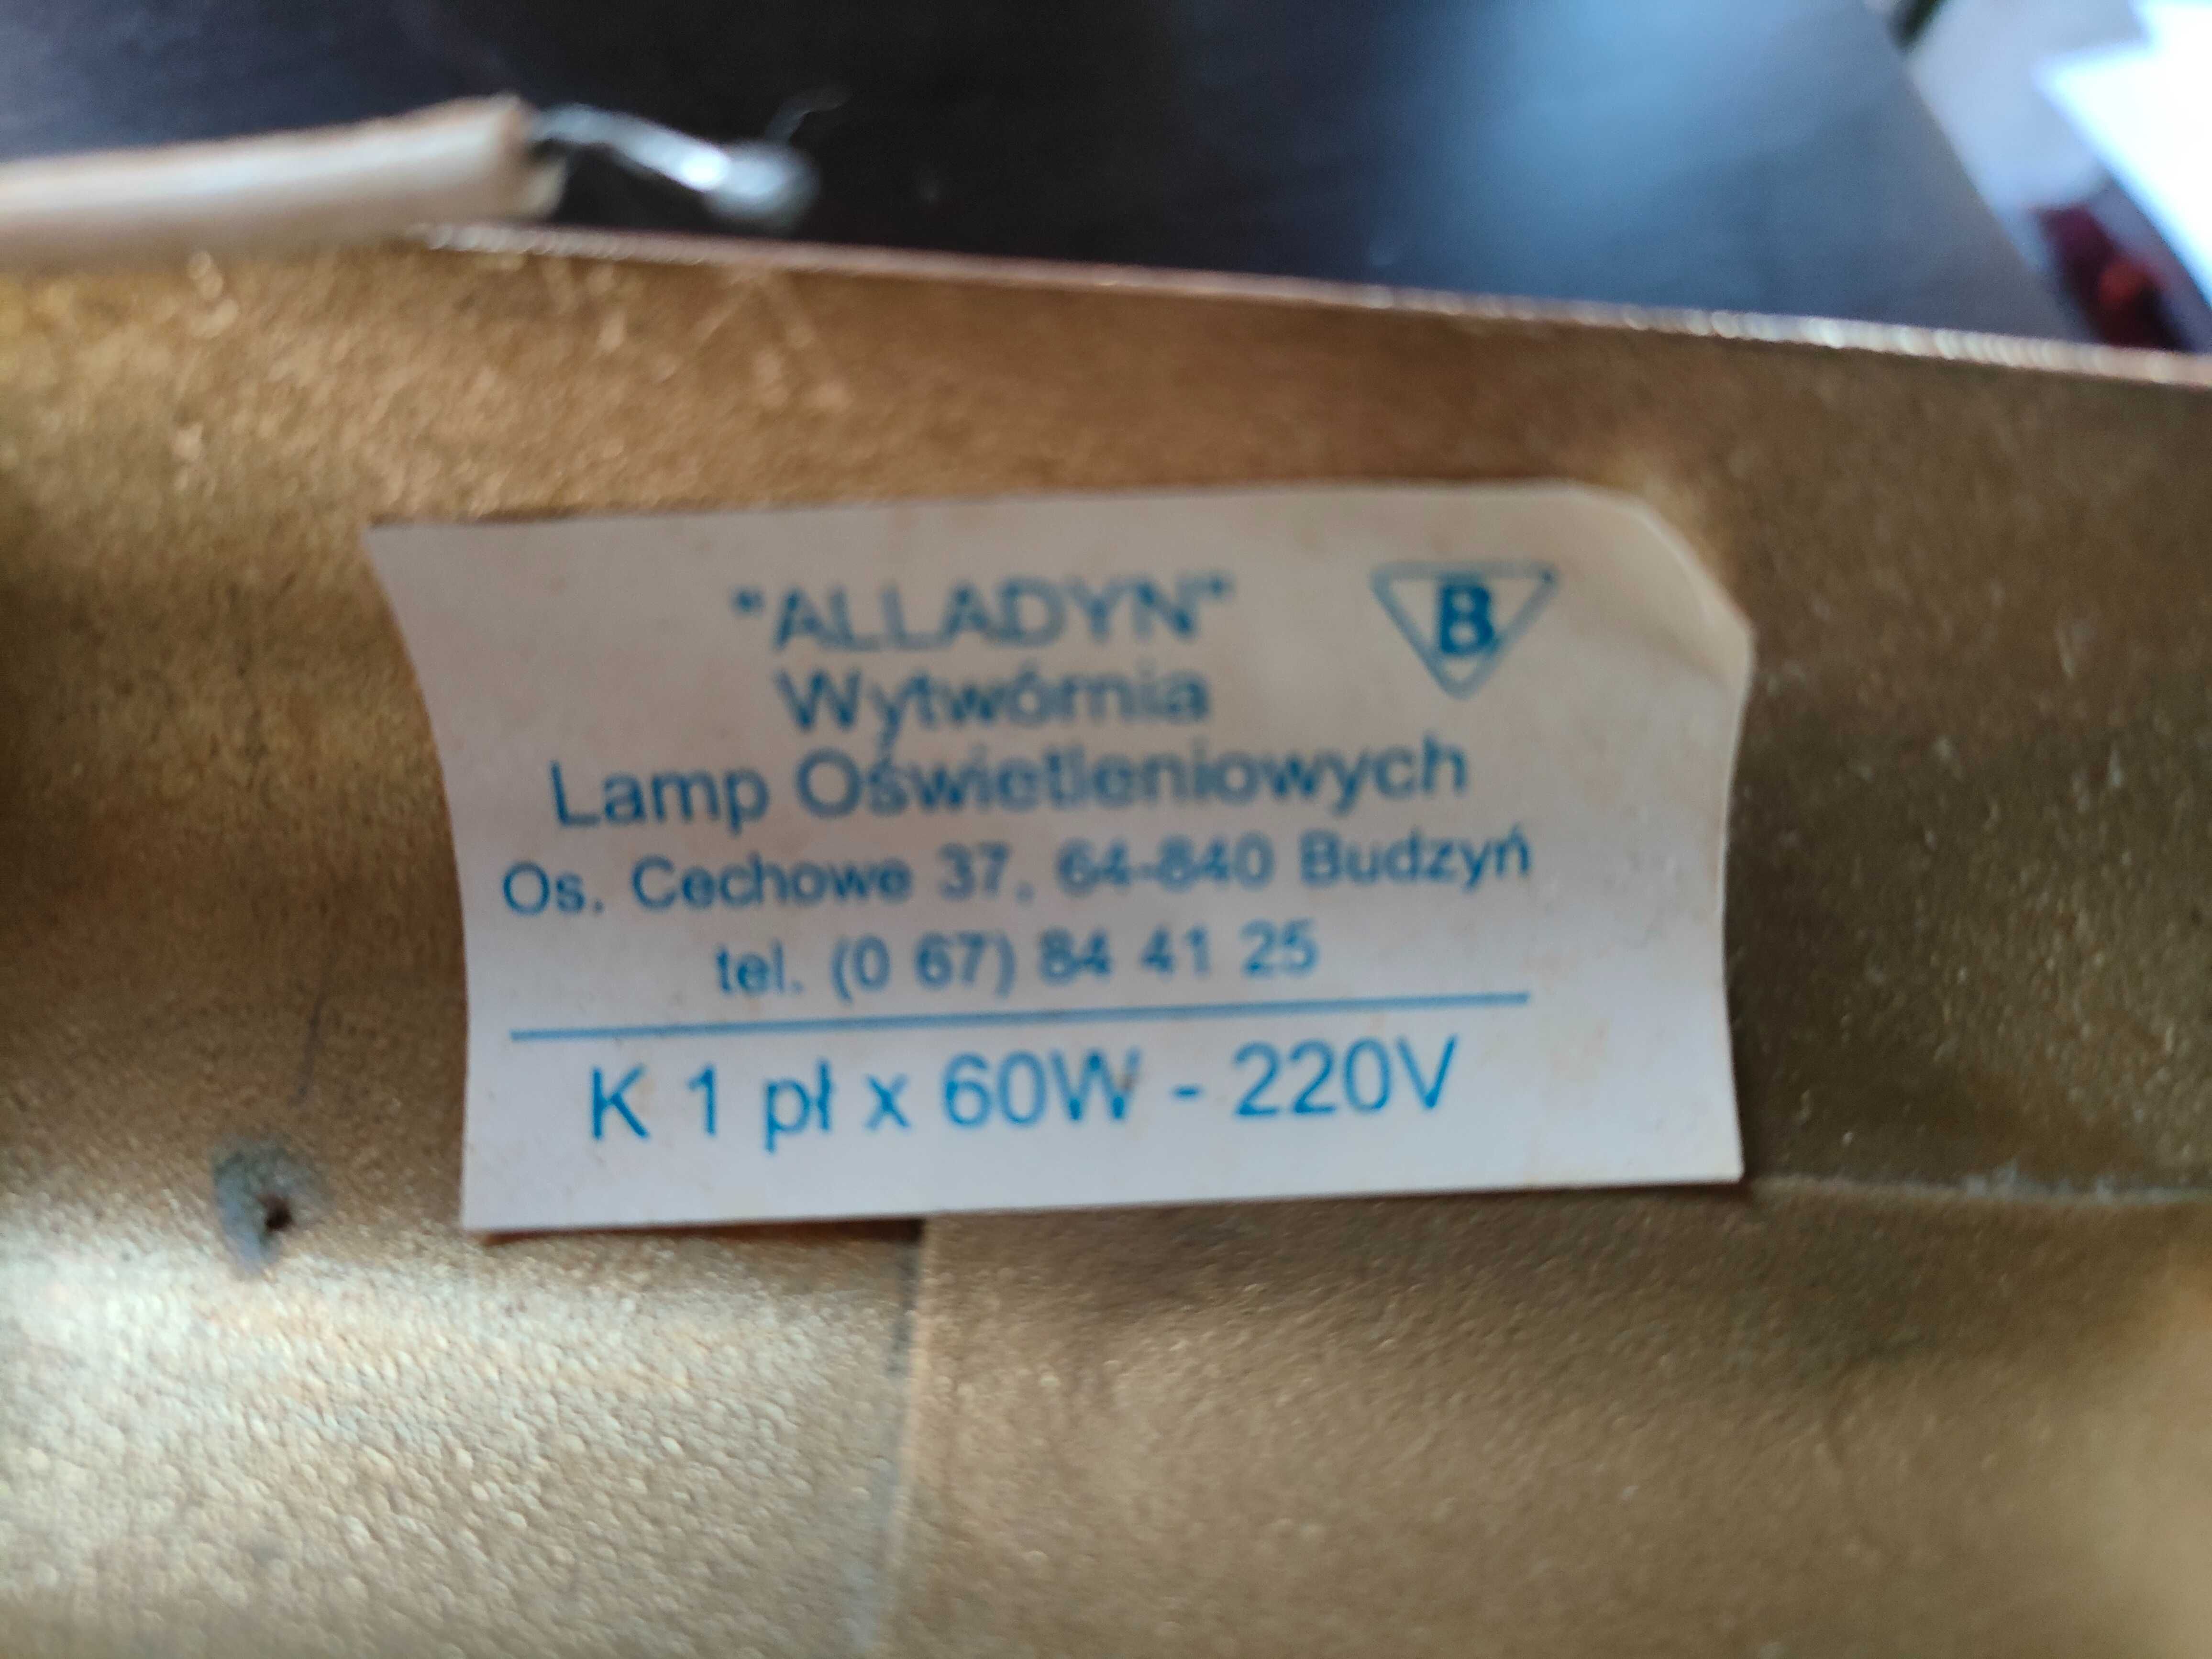 "ALLADYN"
B
Wytwórnia
Lamp Oświetleniowych
Os. Cechowe 37, 64-840 Budzyń
tel. (0 67) 84 41 25
K 1 pł x 60W - 220V